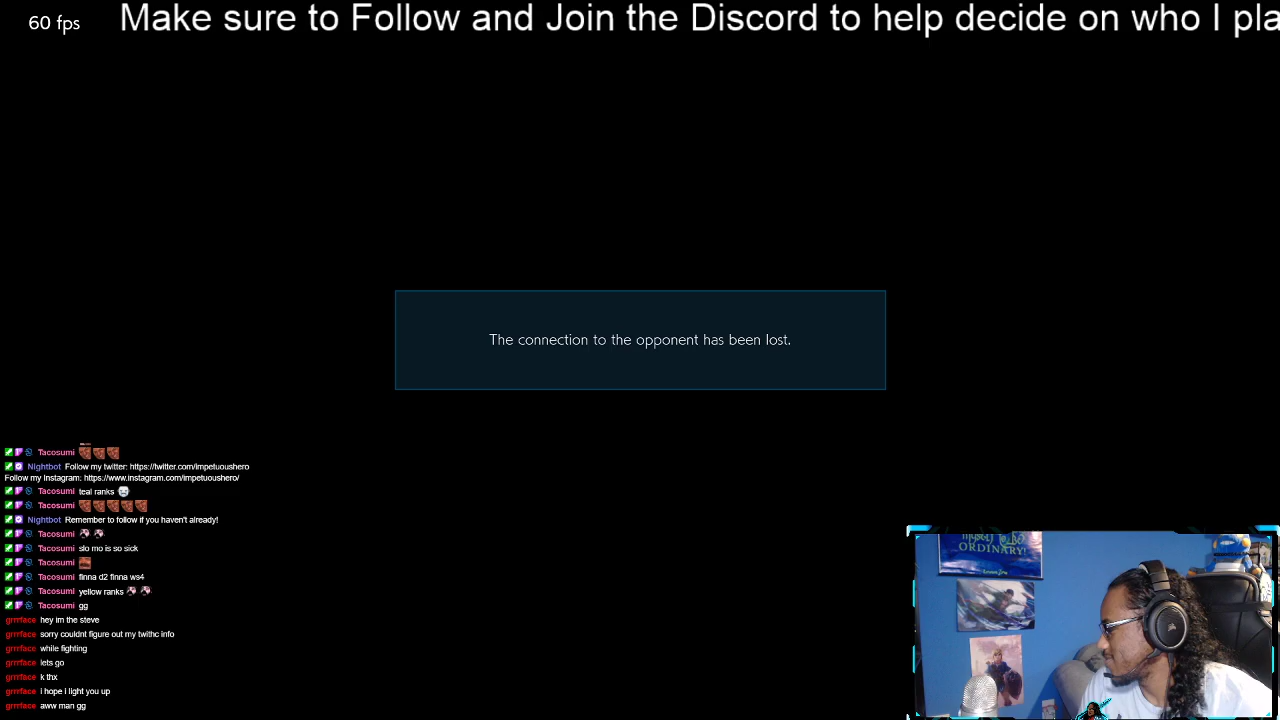 60 fps
Make sure to Follow and Join the Discord to help decide on who I pla
The connection to the opponent has been lost.
Tacosumi
Nightbot Follow my twitter: https://twitter.com/impetuoushero
Follow my Instagram: https://www.instagram.com/impetuoushero/
Tacosumi teal ranks
Tacosumi
Nightbot Remember to follow if you haven't already!
Tacosumi
Tacosumi slo mo is so sick
Tacosumi
Tacosumi finna d2 finna ws4
Tacosumi yellow ranks
Tacosumi gg
grrrface hey im the steve
grrrface sorry couldnt figure out my twithc info
grrrface while fighting
grrrface lets go
grrrface k thx
grrrface i hope i light you up
grrrface aww man gg
ORDINARY!